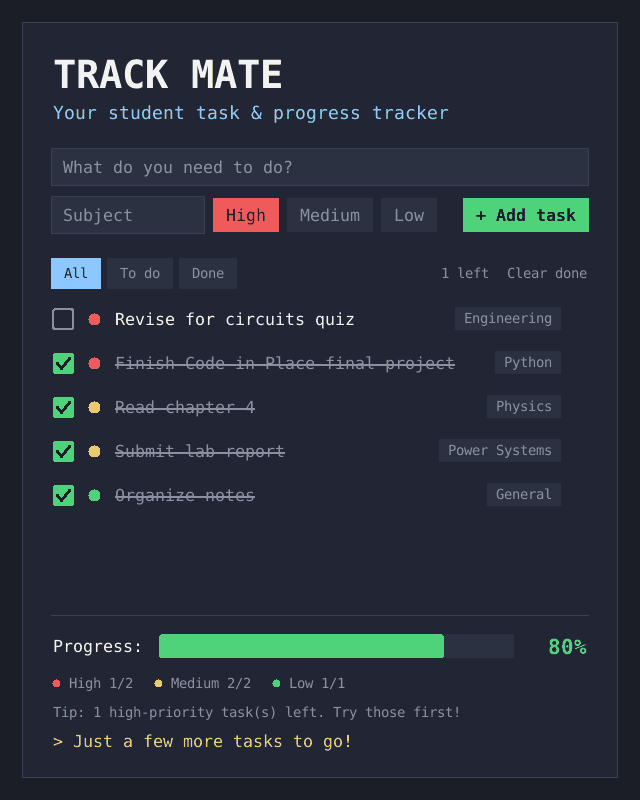 TRACK MATE
Your student task & progress tracker
What do you need to do?
Subject High Medium Low + Add task
All To do Done 1 left Clear done
Revise for circuits quiz Engineering
Finish Code in Place final project Python
Read chapter 4 Physics
Submit lab report Power Systems
Organize notes General
Progress: 80%
High 1/2 Medium 2/2 Low 1/1
Tip: 1 high-priority task(s) left. Try those first!
> Just a few more tasks to go!